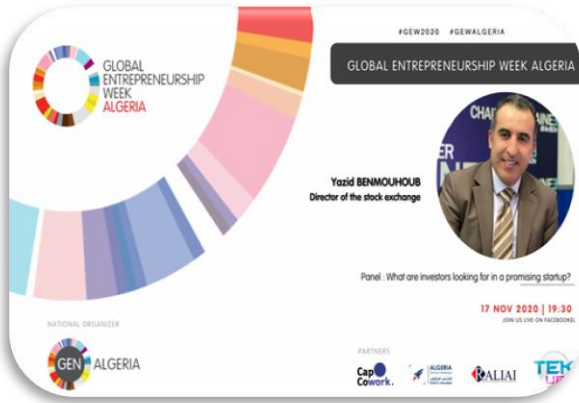 #GEW2020 #GEWALGERIA
GLOBAL ENTREPRENEURSHIP WEEK ALGERIA
GLOBAL
ENTREPRENEURSHIP
WEEK
ALGERIA
Yazid BENMOUHOUB
Director of the stock exchange
Panel : What are investors looking for in a promising startup?
17 NOV 2020 | 19:30
JOIN US LIVE ON FACEBOOK
NATIONAL ORGANIZER
GEN ALGERIA
PARTNERS
Cap
Cowork.
ALGERIA
RALIAI
TEK
UP